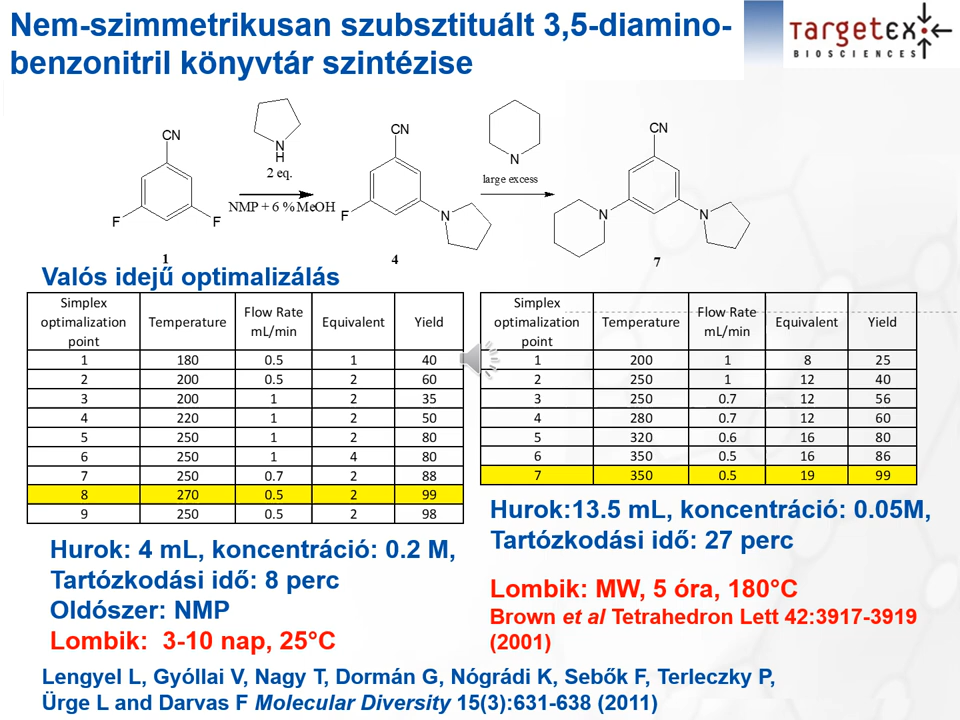 Nem-szimmetrikusan szubsztituált 3,5-diamino-
benzonitril könyvtár szintézise
TARGETEX
BIOSCIENCES
CN
F
F
1
N
H
2 eq.
NMP + 6 % MeOH
CN
F
N
4
N
large excess
CN
N
N
7
Valós idejű optimalizálás
Simplex optimalization point Temperature Flow Rate mL/min Equivalent Yield
1 180 0.5 1 40
2 200 0.5 2 60
3 200 1 2 35
4 220 1 2 50
5 250 1 2 80
6 250 1 4 80
7 250 0.7 2 88
8 270 0.5 2 99
9 250 0.5 2 98
Hurok: 4 mL, koncentráció: 0.2 M,
Tartózkodási idő: 8 perc
Oldószer: NMP
Lombik: 3-10 nap, 25°C
Simplex optimalization point Temperature Flow Rate mL/min Equivalent Yield
1 200 1 8 25
2 250 1 12 40
3 250 0.7 12 56
4 280 0.7 12 60
5 320 0.6 16 80
6 350 0.5 16 86
7 350 0.5 19 99
Hurok:13.5 mL, koncentráció: 0.05M,
Tartózkodási idő: 27 perc
Lombik: MW, 5 óra, 180°C
Brown et al Tetrahedron Lett 42:3917-3919
(2001)
Lengyel L, Gyóllai V, Nagy T, Dormán G, Nógrádi K, Sebők F, Terleczky P,
Ürge L and Darvas F Molecular Diversity 15(3):631-638 (2011)